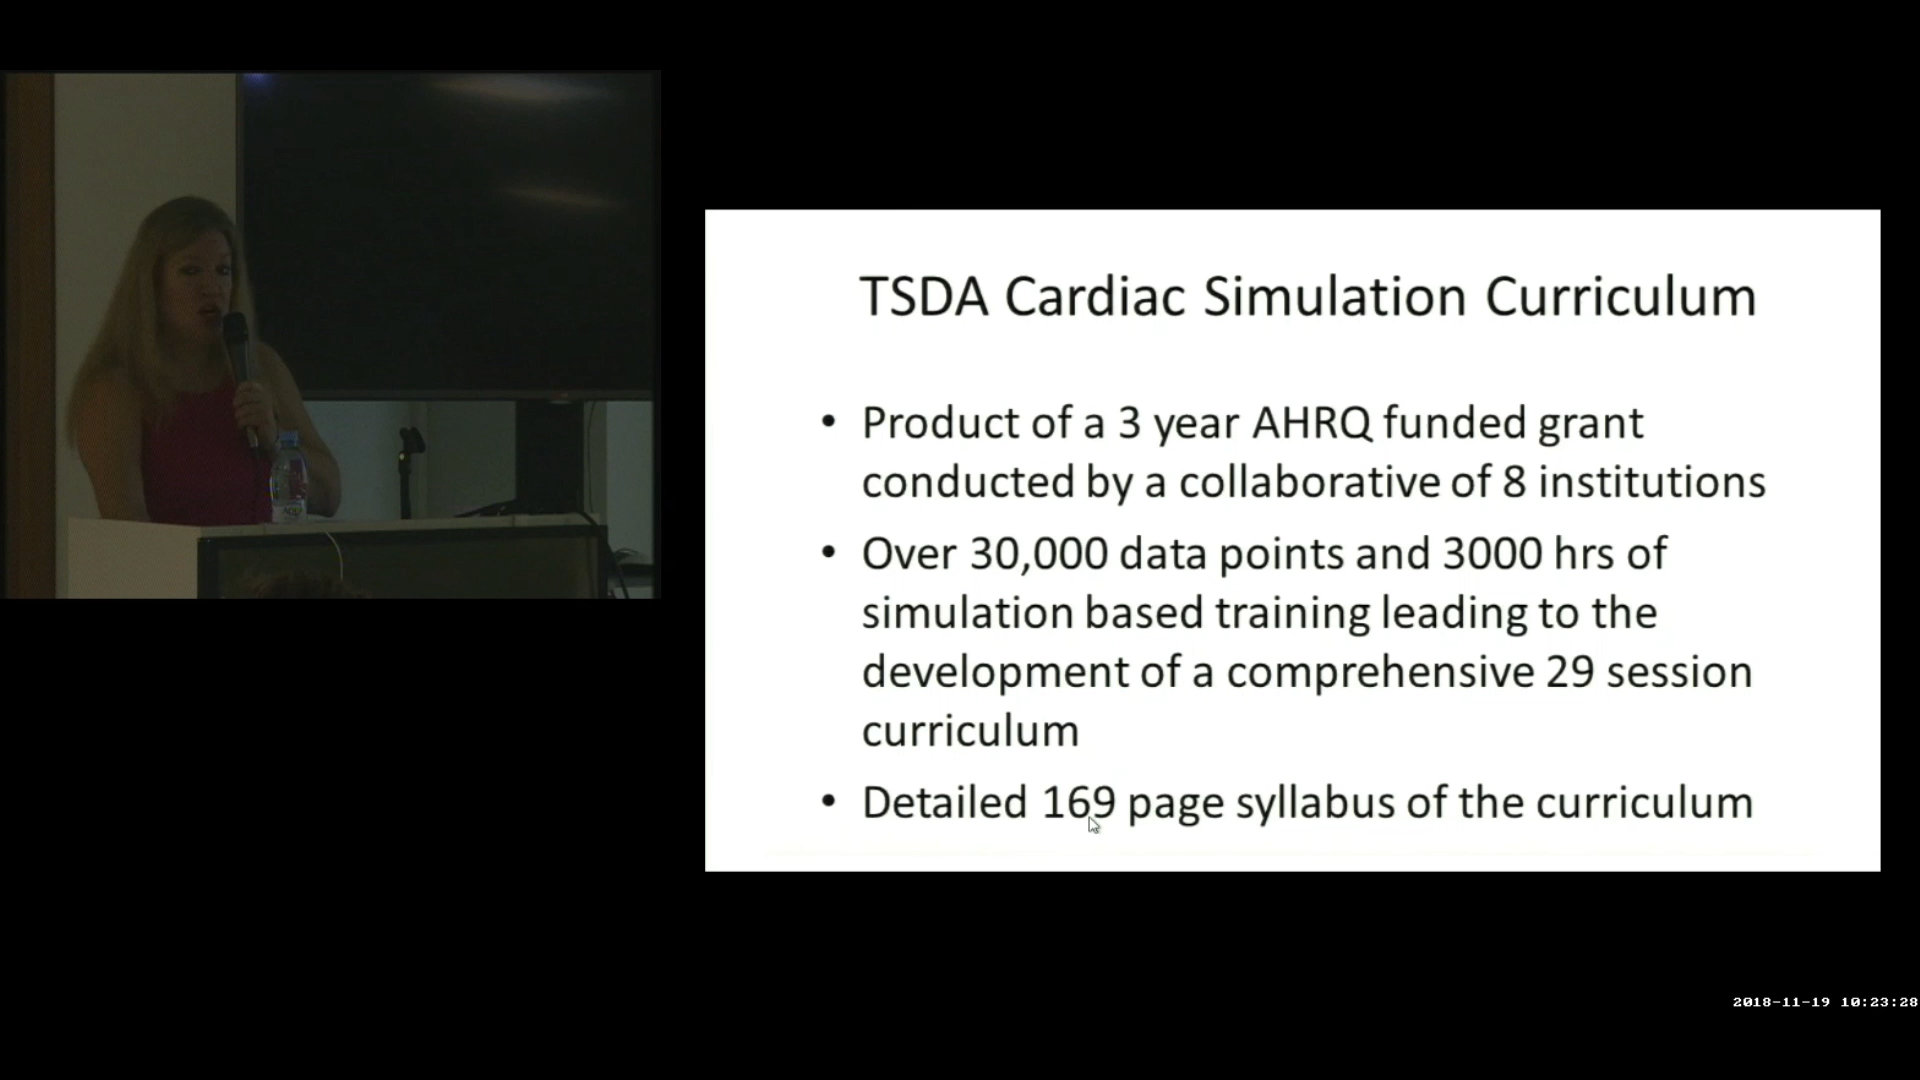 TSDA Cardiac Simulation Curriculum
• Product of a 3 year AHRQ funded grant
conducted by a collaborative of 8 institutions
• Over 30,000 data points and 3000 hrs of
simulation based training leading to the
development of a comprehensive 29 session
curriculum
• Detailed 169 page syllabus of the curriculum
2018-11-19 10:23:28